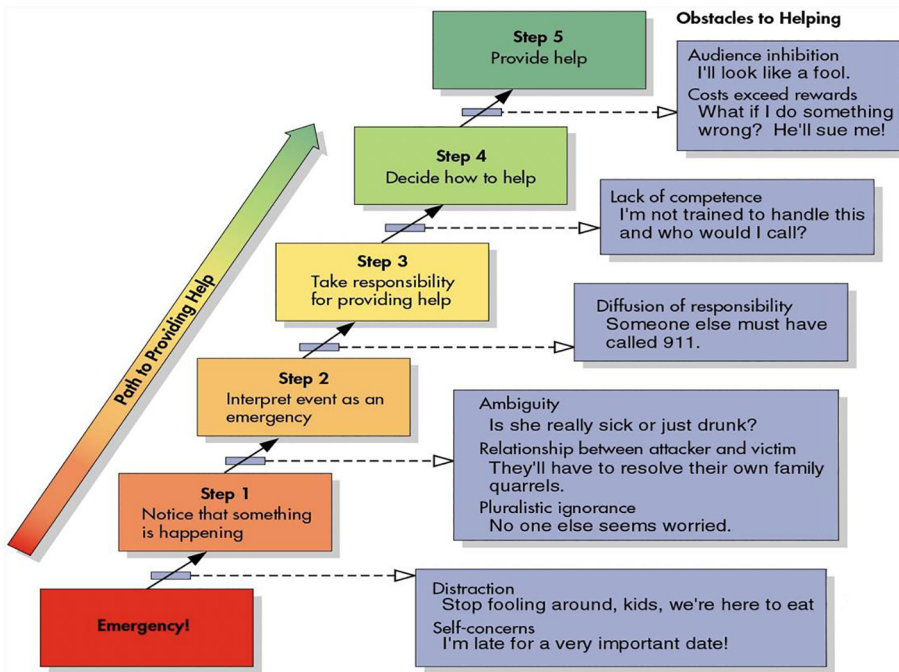 Obstacles to Helping
Step 5
Provide help
Audience inhibition
I'll look like a fool.
Costs exceed rewards
What if I do something
wrong? He'll sue me!
Step 4
Decide how to help
Lack of competence
I'm not trained to handle this
and who would I call?
Step 3
Take responsibility
for providing help
Diffusion of responsibility
Someone else must have
called 911.
Path to Providing Help
Step 2
Interpret event as an
emergency
Ambiguity
Is she really sick or just drunk?
Relationship between attacker and victim
They'll have to resolve their own family
quarrels.
Pluralistic ignorance
No one else seems worried.
Step 1
Notice that something
is happening
Distraction
Stop fooling around, kids, we're here to eat
Self-concerns
I'm late for a very important date!
Emergency!